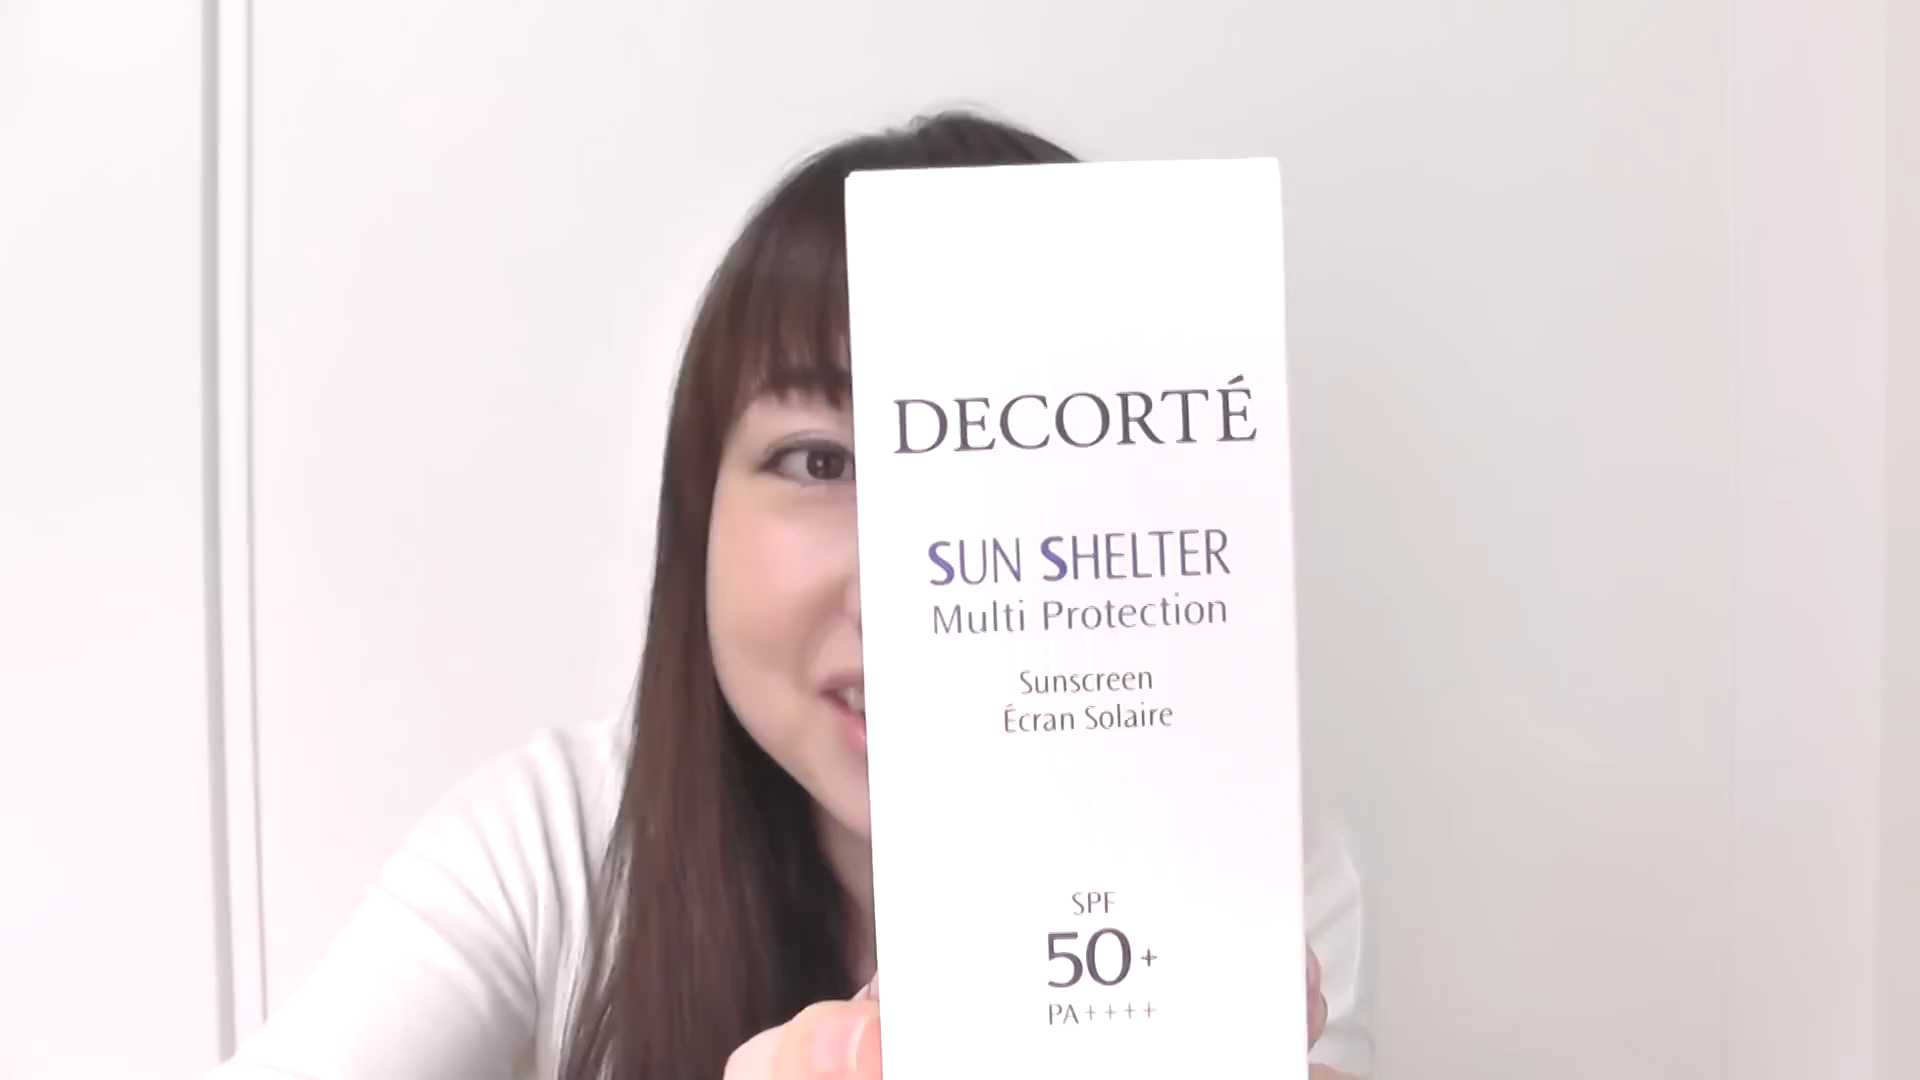 DECORTÉ
SUN SHELTER
Multi Protection
Sunscreen
Écran Solaire
SPF
50+
PA++++